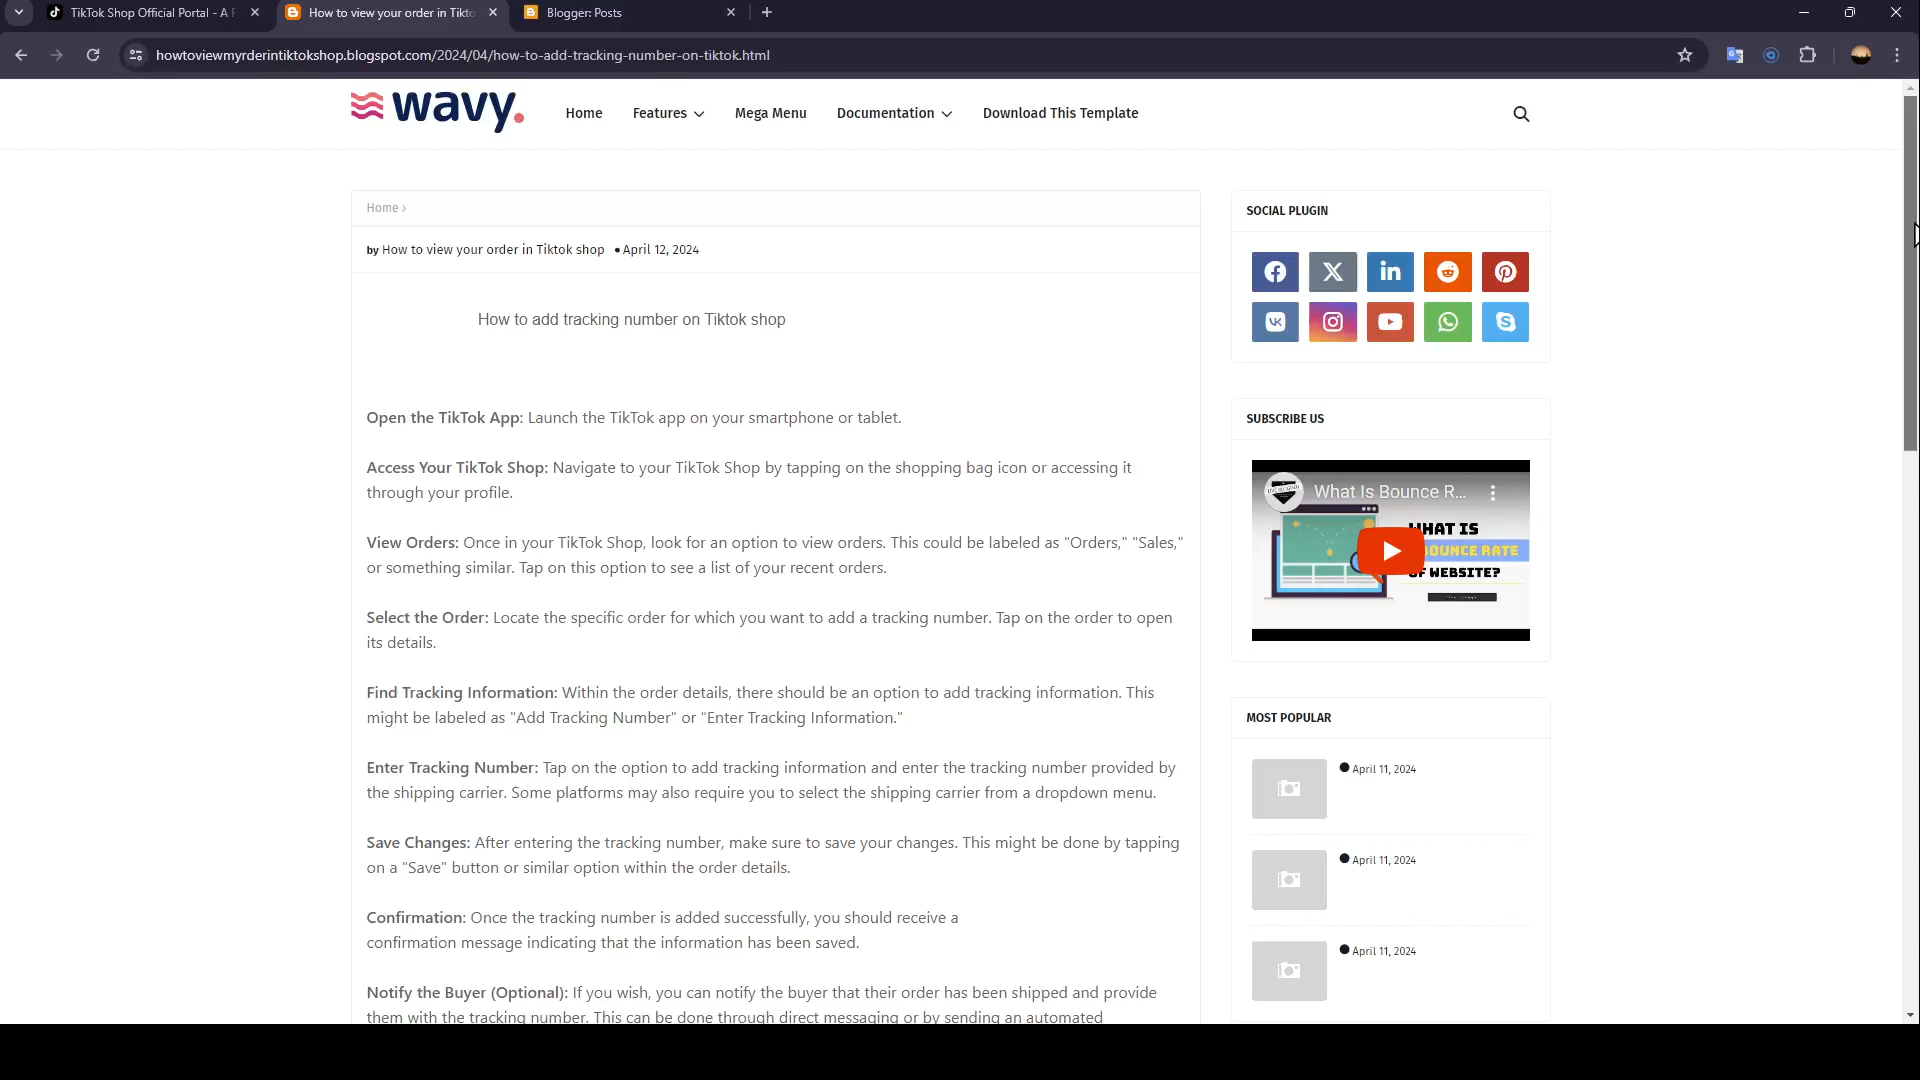 TikTok Shop Official Portal - A
How to view your order in Tikto
Blogger: Posts
howtoviewmyrderintiktokshop.blogspot.com/2024/04/how-to-add-tracking-number-on-tiktok.html
wavy.
Home
Features
Mega Menu
Documentation
Download This Template
Home ›
by How to view your order in Tiktok shop • April 12, 2024
How to add tracking number on Tiktok shop
Open the TikTok App: Launch the TikTok app on your smartphone or tablet.
Access Your TikTok Shop: Navigate to your TikTok Shop by tapping on the shopping bag icon or accessing it
through your profile.
View Orders: Once in your TikTok Shop, look for an option to view orders. This could be labeled as "Orders," "Sales,"
or something similar. Tap on this option to see a list of your recent orders.
Select the Order: Locate the specific order for which you want to add a tracking number. Tap on the order to open
its details.
Find Tracking Information: Within the order details, there should be an option to add tracking information. This
might be labeled as "Add Tracking Number" or "Enter Tracking Information."
Enter Tracking Number: Tap on the option to add tracking information and enter the tracking number provided by
the shipping carrier. Some platforms may also require you to select the shipping carrier from a dropdown menu.
Save Changes: After entering the tracking number, make sure to save your changes. This might be done by tapping
on a "Save" button or similar option within the order details.
Confirmation: Once the tracking number is added successfully, you should receive a
confirmation message indicating that the information has been saved.
Notify the Buyer (Optional): If you wish, you can notify the buyer that their order has been shipped and provide
them with the tracking number. This can be done through direct messaging or by sending an automated
SOCIAL PLUGIN
SUBSCRIBE US
What Is Bounce R...
WHAT IS
BOUNCE RATE
OF WEBSITE?
MOST POPULAR
April 11, 2024
April 11, 2024
April 11, 2024